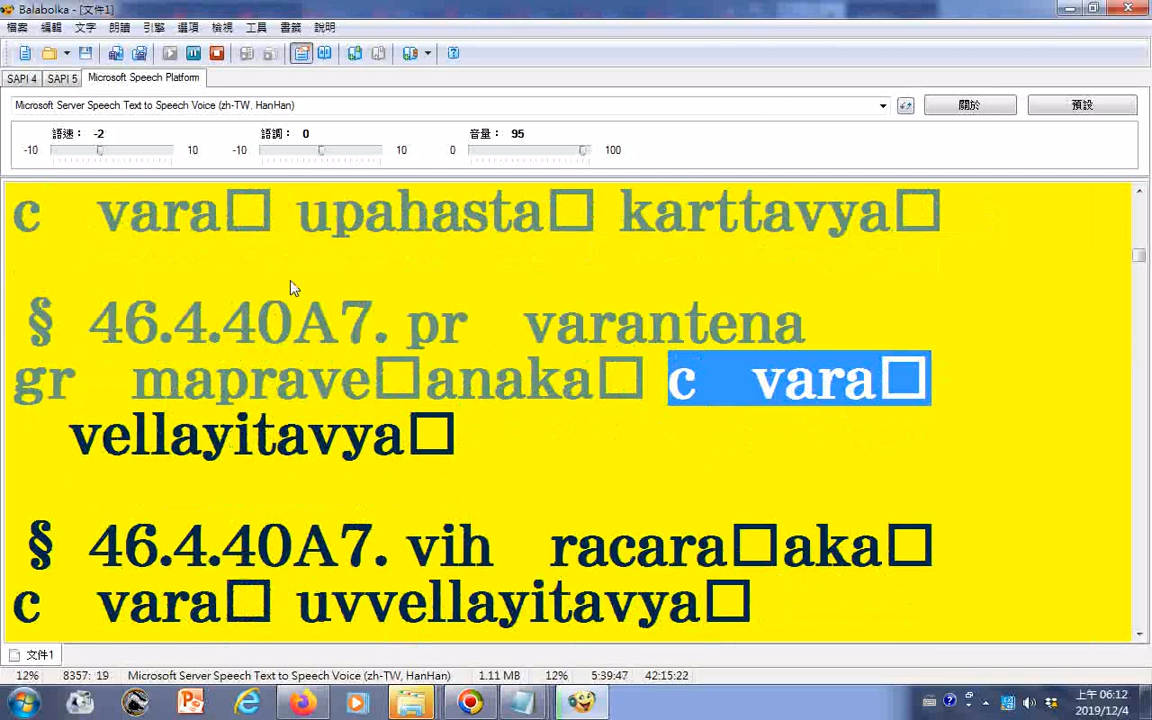 Balabolka - [文件1]
檔案 編輯 文字 朗讀 引擎 選項 檢視 工具 書籤 說明
SAPI 4 SAPI 5 Microsoft Speech Platform
Microsoft Server Speech Text to Speech Voice (zh-TW, HanHan) 關於 預設
語速： -2 語調： 0 音量： 95
-10 10 -10 10 0 100
c vara□ upahasta□ karttavya□
§ 46.4.40A7. pr varantena
gr maprave□anaka□ c vara□
vellayitavya□
§ 46.4.40A7. vih racara□aka□
c vara□ uvvellayitavya□
文件1
12% 8357: 19 Microsoft Server Speech Text to Speech Voice (zh-TW, HanHan) 1.11 MB 12% 5:39:47 42:15:22
上午 06:12
2019/12/4